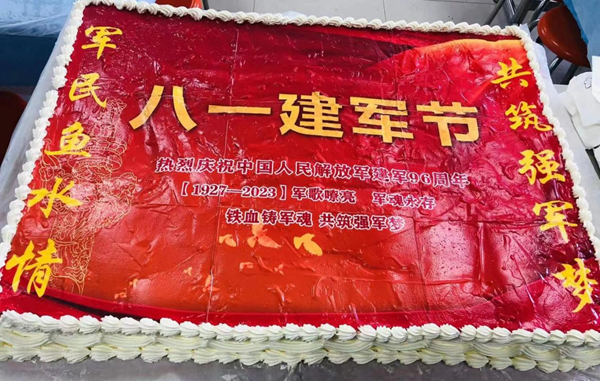 军民鱼水情
八一建军节
热烈庆祝中国人民解放军建军96周年
【1927—2023】军歌嘹亮 军魂永存
铁血铸军魂 共筑强军梦
共筑强军梦